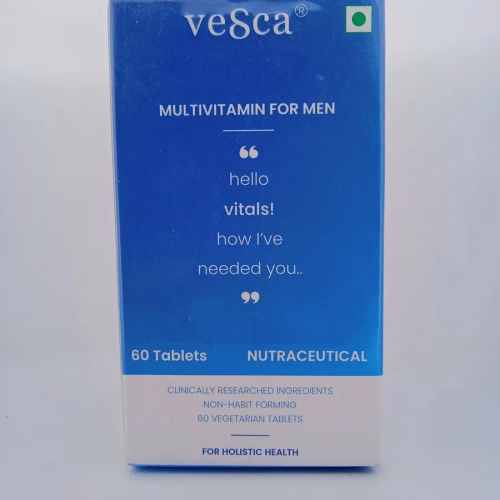 veSca®
MULTIVITAMIN FOR MEN
❝
hello
vitals!
how I've
needed you..
❞
60 Tablets NUTRACEUTICAL
CLINICALLY RESEARCHED INGREDIENTS
NON-HABIT FORMING
60 VEGETARIAN TABLETS
FOR HOLISTIC HEALTH